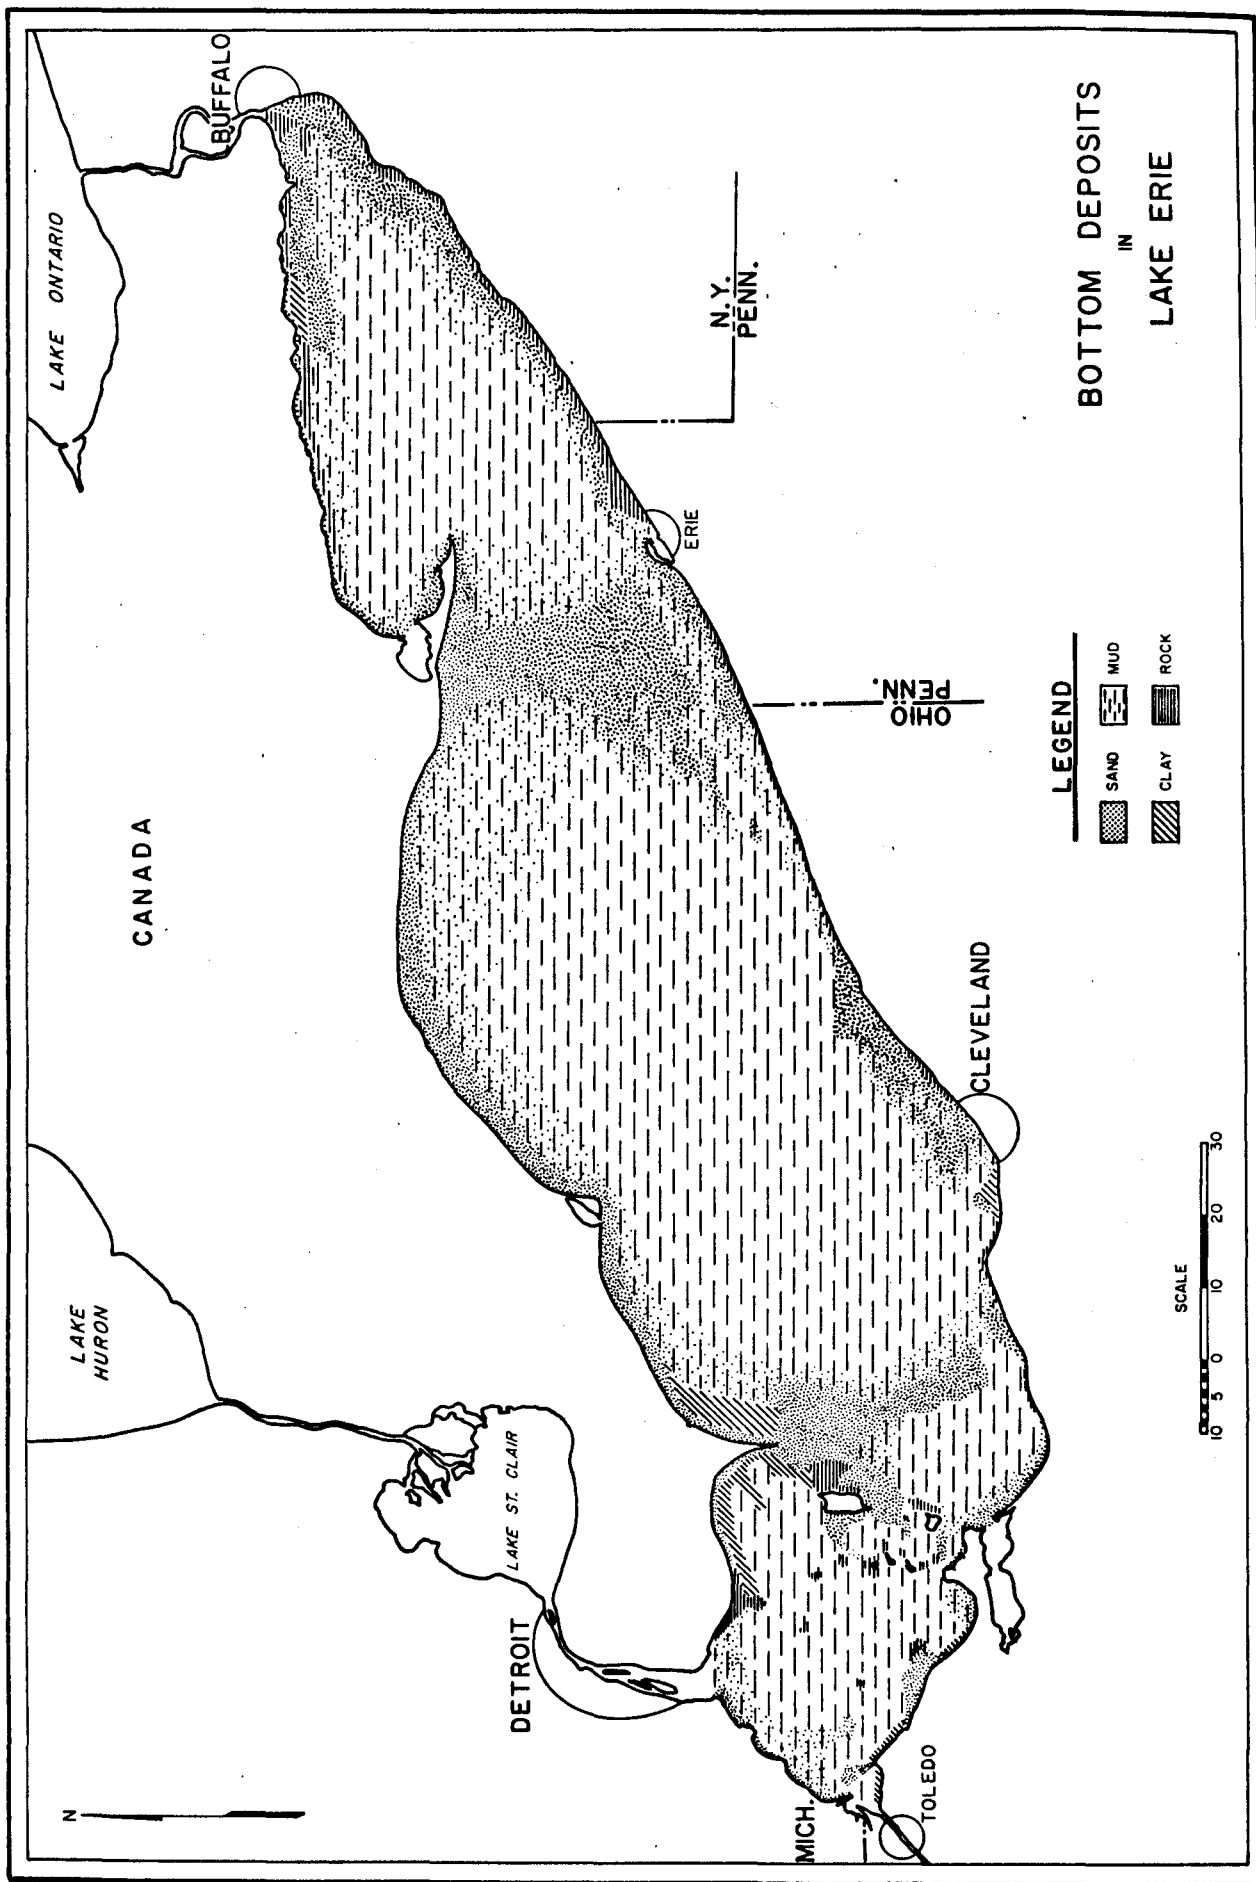 BUFFALO
LAKE ONTARIO
CANADA
LAKE
HURON
LAKE ST. CLAIR
DETROIT
N
MICH.
TOLEDO
CLEVELAND
ERIE
N.Y.
PENN.
OHIO
PENN.
BOTTOM DEPOSITS
IN
LAKE ERIE
LEGEND
SAND
MUD
CLAY
ROCK
SCALE
10 5 0 10 20 30